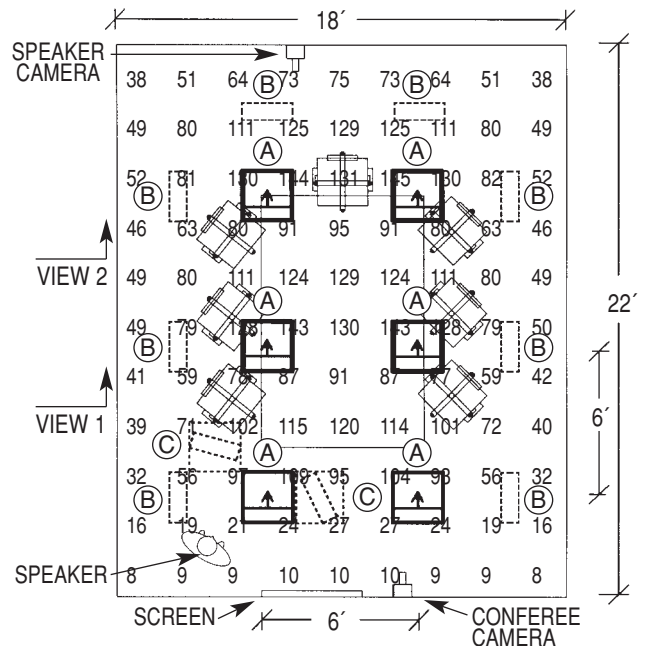 18´
SPEAKER
CAMERA
38 51 64 73 75 73 64 51 38
B B
49 80 111 125 129 125 111 80 49
A A
52 81 130 144 131 145 130 82 52
B B
46 63 80 91 95 91 80 63 46
VIEW 2
49 80 111 124 129 124 111 80 49
22´
A A
49 79 128 143 130 143 128 79 50
B B
41 59 78 87 91 87 77 59 42
VIEW 1
6´
39 71 102 115 120 114 101 72 40
C
A A
32 56 109 95 104 93 56 32
B C B
16 19 21 24 27 27 24 19 16
SPEAKER
8 9 9 10 10 10 9 9 8
SCREEN
6´
CONFEREE
CAMERA